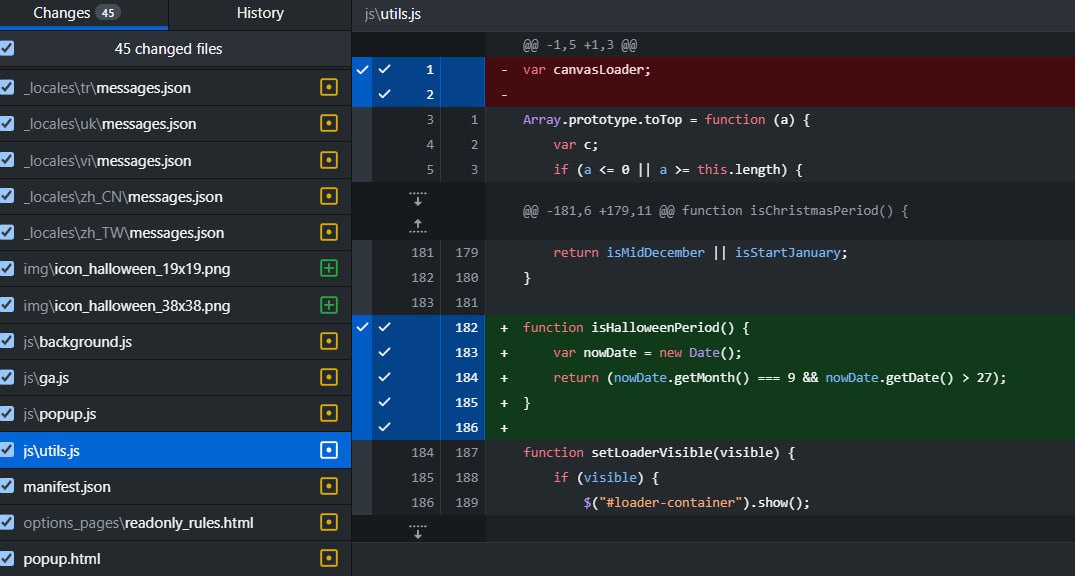 Changes 45 History
45 changed files
_locales\tr\messages.json
_locales\uk\messages.json
_locales\vi\messages.json
_locales\zh_CN\messages.json
_locales\zh_TW\messages.json
img\icon_halloween_19x19.png
img\icon_halloween_38x38.png
js\background.js
js\ga.js
js\popup.js
js\utils.js
manifest.json
options_pages\readonly_rules.html
popup.html
js\utils.js
@@ -1,5 +1,3 @@
1 - var canvasLoader;
2 -
3 1 Array.prototype.toTop = function (a) {
4 2 var c;
5 3 if (a <= 0 || a >= this.length) {
@@ -181,6 +179,11 @@ function isChristmasPeriod() {
181 179 return isMidDecember || isStartJanuary;
182 180 }
183 181
182 + function isHalloweenPeriod() {
183 + var nowDate = new Date();
184 + return (nowDate.getMonth() === 9 && nowDate.getDate() > 27);
185 + }
186 +
184 187 function setLoaderVisible(visible) {
185 188 if (visible) {
186 189 $("#loader-container").show();